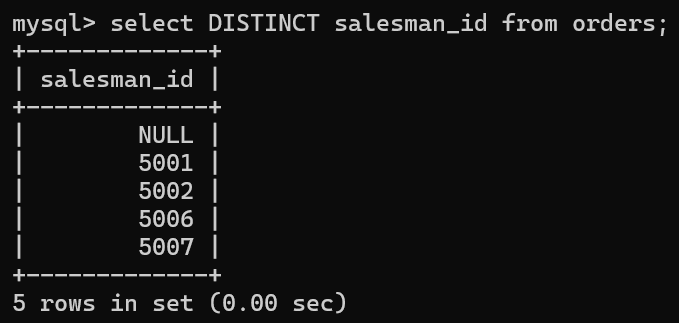 mysql> select DISTINCT salesman_id from orders;
+-------------+
| salesman_id |
+-------------+
|        NULL |
|        5001 |
|        5002 |
|        5006 |
|        5007 |
+-------------+
5 rows in set (0.00 sec)